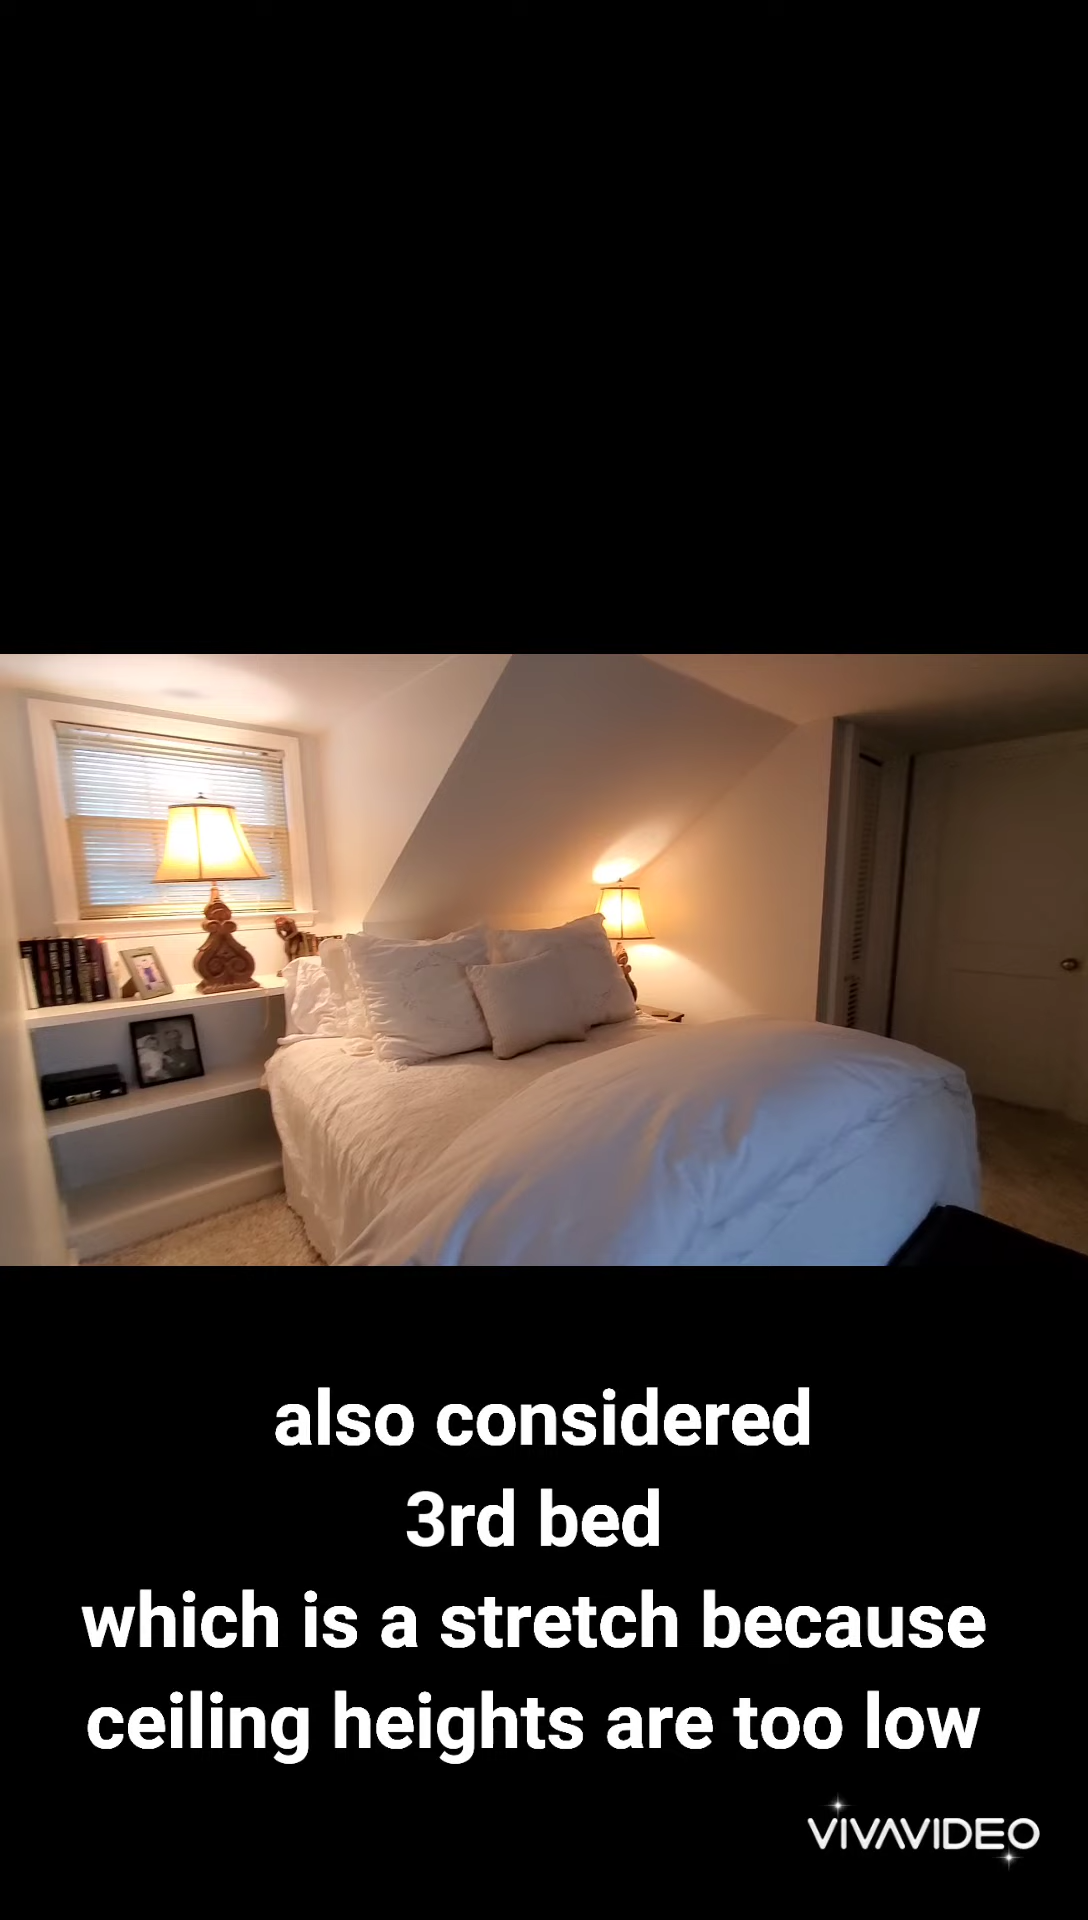 also considered
3rd bed
which is a stretch because
ceiling heights are too low
VIVAVIDEO